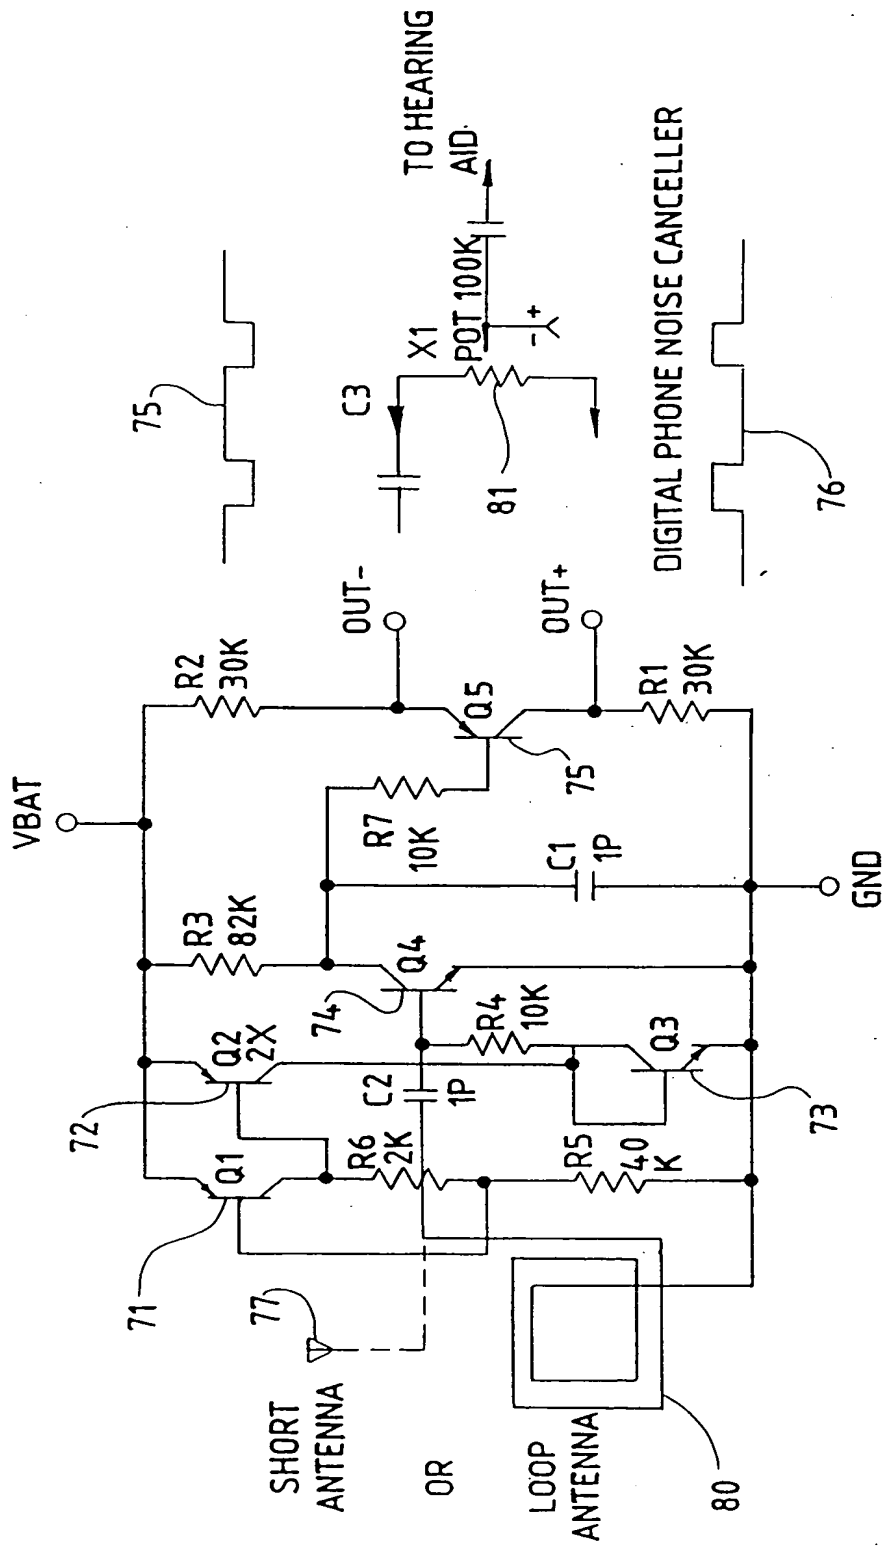 VBAT
71
72
Q1
Q2
2X
R3
82K
R2
30K
75
77
SHORT
ANTENNA
OR
LOOP
ANTENNA
80
R6
2K
C2
1P
74
Q4
R7
10K
OUT-
C3
X1
POT 100K
TO HEARING
AID
R4
10K
Q5
75
81
- +
R5
40
K
Q3
73
C1
1P
OUT+
R1
30K
GND
DIGITAL PHONE NOISE CANCELLER
76